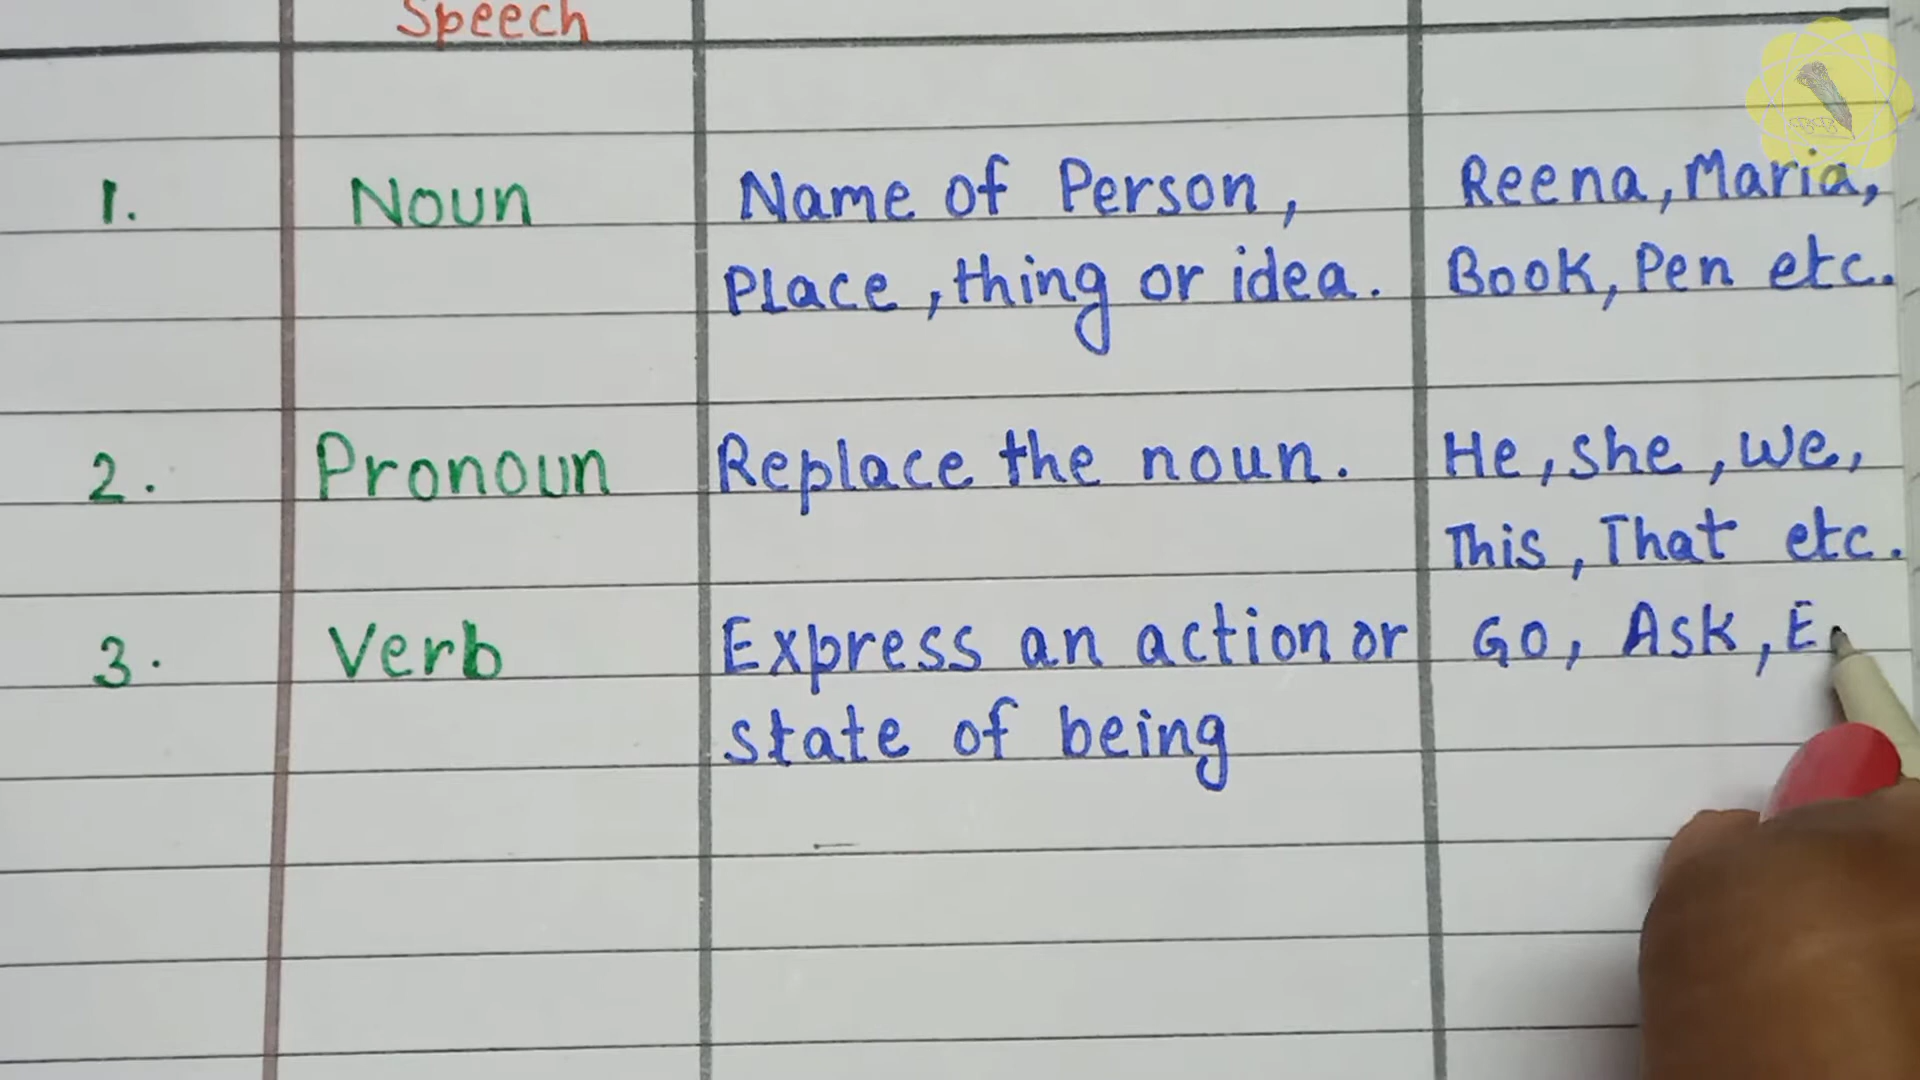 Speech
1. Noun Name of Person, Reena, Maria,
Place, thing or idea. Book, Pen etc.
2. Pronoun Replace the noun. He, she, we,
This, That etc.
3. Verb Express an action or Go, Ask, E
state of being